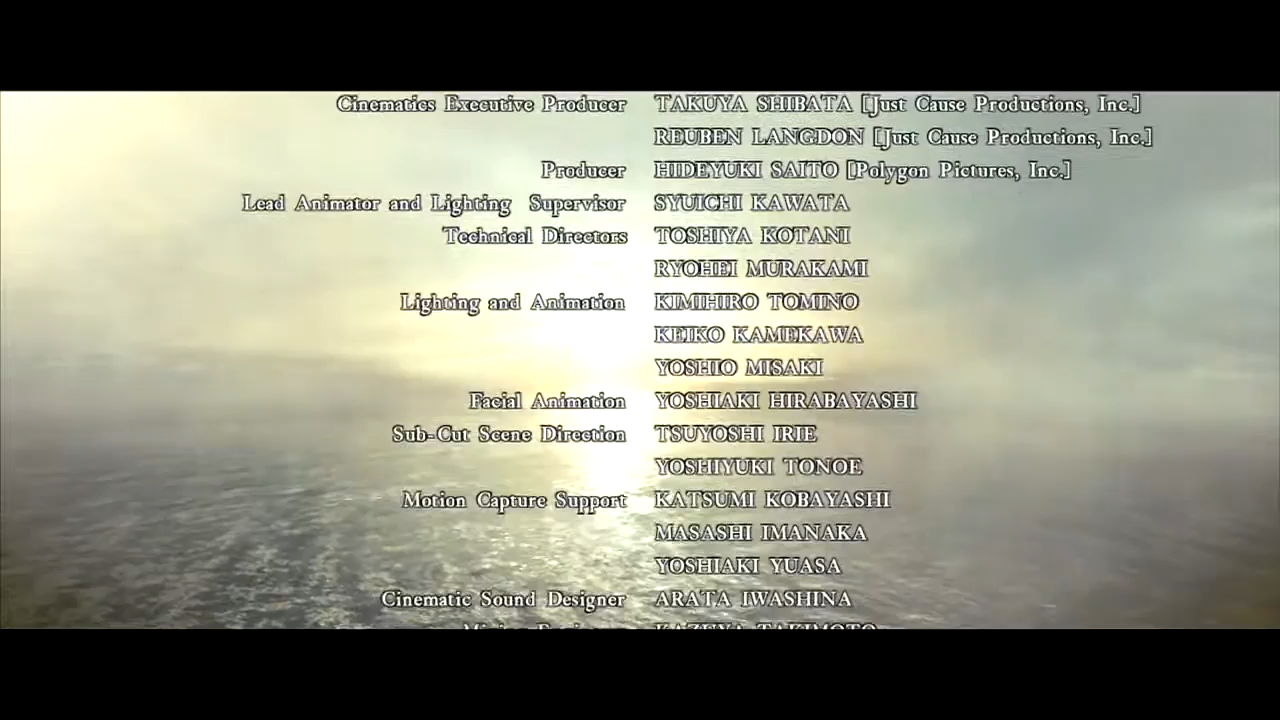 Cinematics Executive Producer TAKUYA SHIBATA [Just Cause Productions, Inc.]
REUBEN LANGDON [Just Cause Productions, Inc.]
Producer HIDEYUKI SAITO [Polygon Pictures, Inc.]
Lead Animator and Lighting Supervisor SYUICHI KAWATA
Technical Directors TOSHIYA KOTANI
RYOHEI MURAKAMI
Lighting and Animation KIMIHIRO TOMINO
KEIKO KAMEKAWA
YOSHIO MISAKI
Facial Animation YOSHIAKI HIRABAYASHI
Sub-Cut Scene Direction TSUYOSHI IRIE
YOSHIYUKI TONOE
Motion Capture Support KATSUMI KOBAYASHI
MASASHI IMANAKA
YOSHIAKI YUASA
Cinematic Sound Designer ARATA IWASHINA
KAZUYA TAKIMOTO